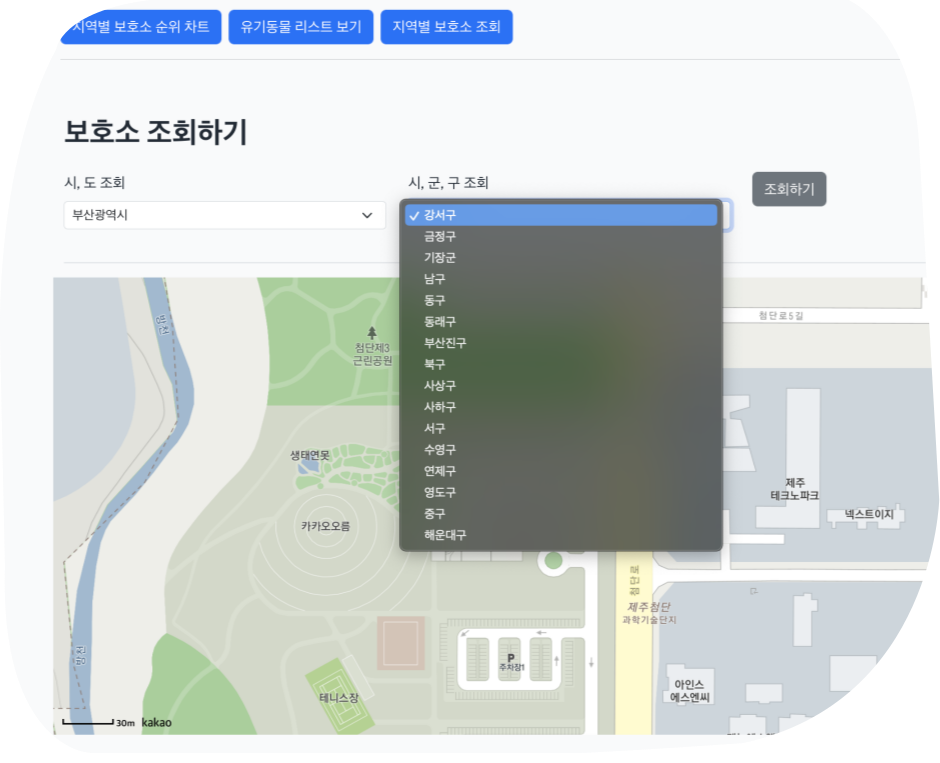 지역별 보호소 순위 차트
유기동물 리스트 보기
지역별 보호소 조회
보호소 조회하기
시, 도 조회
시, 군, 구 조회
조회하기
부산광역시
✓ 강서구
금정구
기장군
남구
동구
동래구
부산진구
북구
사상구
사하구
서구
수영구
연제구
영도구
중구
해운대구
방천
첨단로5길
첨단제3
근린공원
생태연못
카카오오름
제주
테크노파크
넥스트이지
첨단로
제주첨단
과학기술단지
P
주차장1
테니스장
아인스
에스엔씨
방천
30m kakao